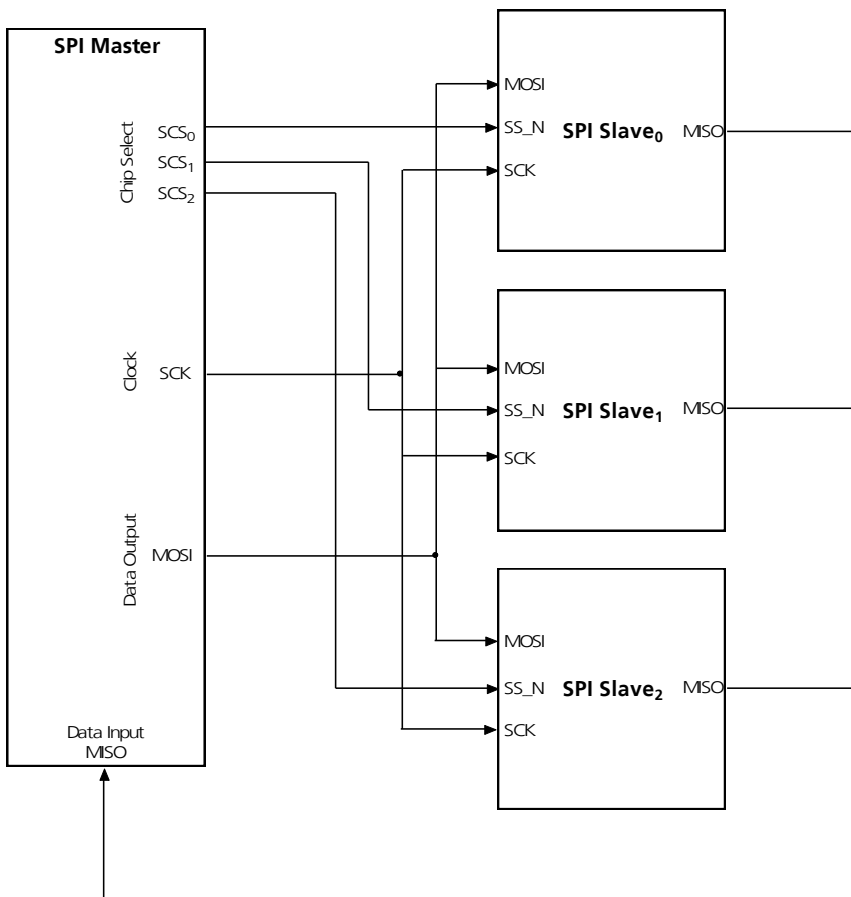 SPI Master
Chip Select
SCS0
SCS1
SCS2
Clock
SCK
Data Output
MOSI
Data Input
MISO
MOSI
SS_N
SCK
SPI Slave0
MISO
MOSI
SS_N
SCK
SPI Slave1
MISO
MOSI
SS_N
SCK
SPI Slave2
MISO